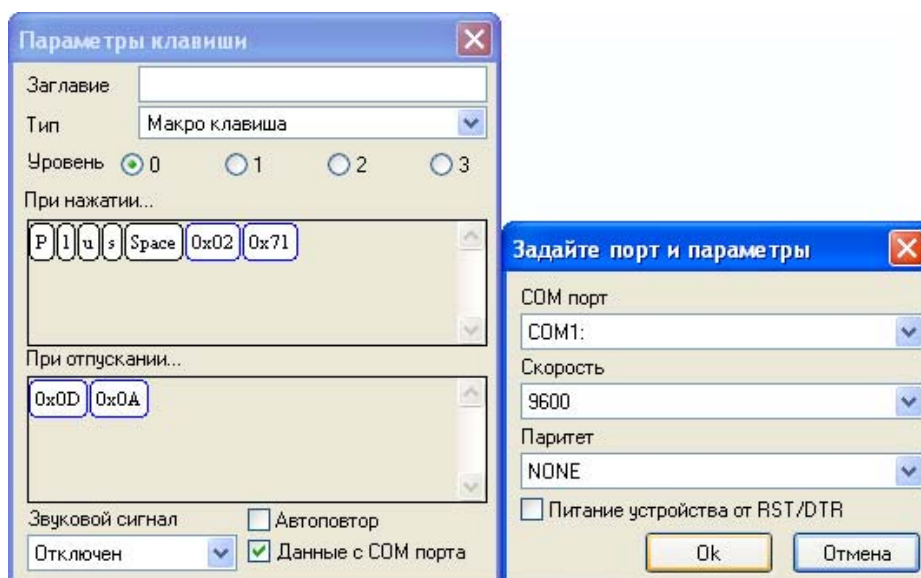 Параметры клавиши
Заглавие
Тип Макро клавиша
Уровень 0 1 2 3
При нажатии...
P l u s Space 0x02 0x71
При отпускании...
0x0D 0x0A
Звуковой сигнал Автоповтор
Отключен Данные с COM порта
Задайте порт и параметры
COM порт
COM1:
Скорость
9600
Паритет
NONE
Питание устройства от RST/DTR
Ok Отмена